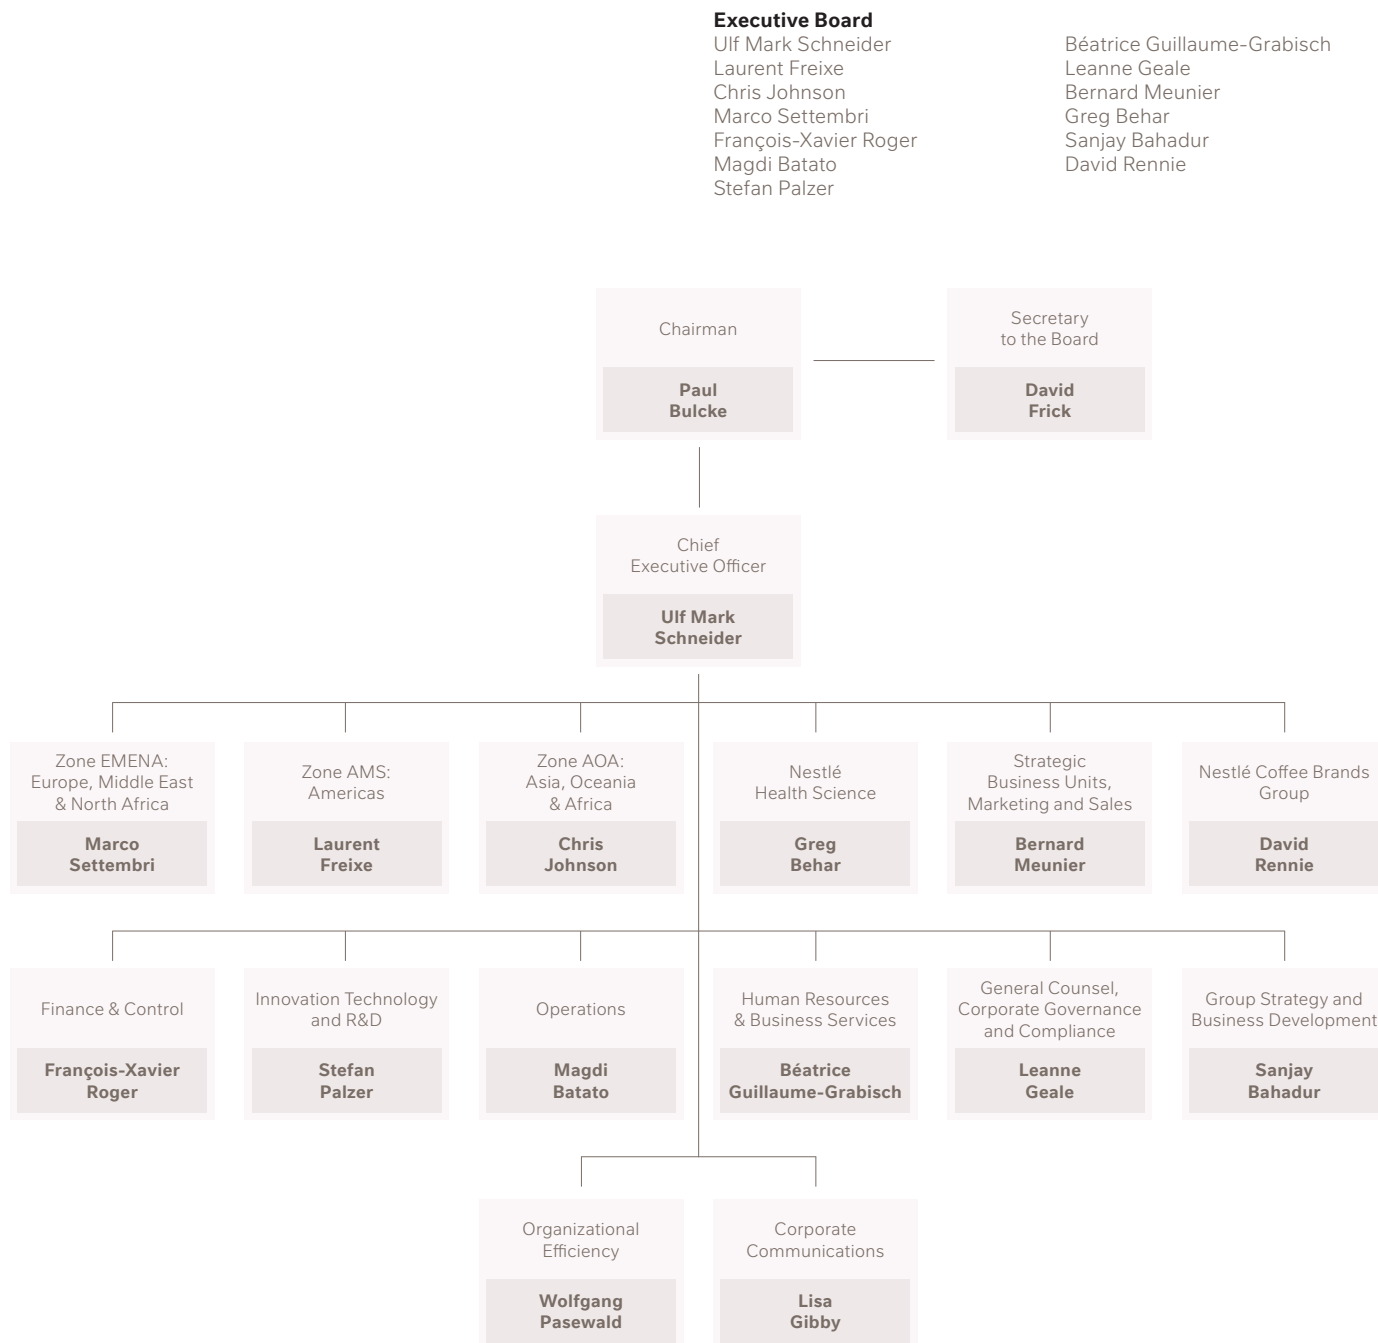 Executive Board
Ulf Mark Schneider
Laurent Freixe
Chris Johnson
Marco Settembri
François-Xavier Roger
Magdi Batato
Stefan Palzer
Béatrice Guillaume-Grabisch
Leanne Geale
Bernard Meunier
Greg Behar
Sanjay Bahadur
David Rennie
Chairman
Paul
Bulcke
Secretary
to the Board
David
Frick
Chief
Executive Officer
Ulf Mark
Schneider
Zone EMENA:
Europe, Middle East
& North Africa
Marco
Settembri
Zone AMS:
Americas
Laurent
Freixe
Zone AOA:
Asia, Oceania
& Africa
Chris
Johnson
Nestlé
Health Science
Greg
Behar
Strategic
Business Units,
Marketing and Sales
Bernard
Meunier
Nestlé Coffee Brands
Group
David
Rennie
Finance & Control
François-Xavier
Roger
Innovation Technology
and R&D
Stefan
Palzer
Operations
Magdi
Batato
Human Resources
& Business Services
Béatrice
Guillaume-Grabisch
General Counsel,
Corporate Governance
and Compliance
Leanne
Geale
Group Strategy and
Business Development
Sanjay
Bahadur
Organizational
Efficiency
Wolfgang
Pasewald
Corporate
Communications
Lisa
Gibby